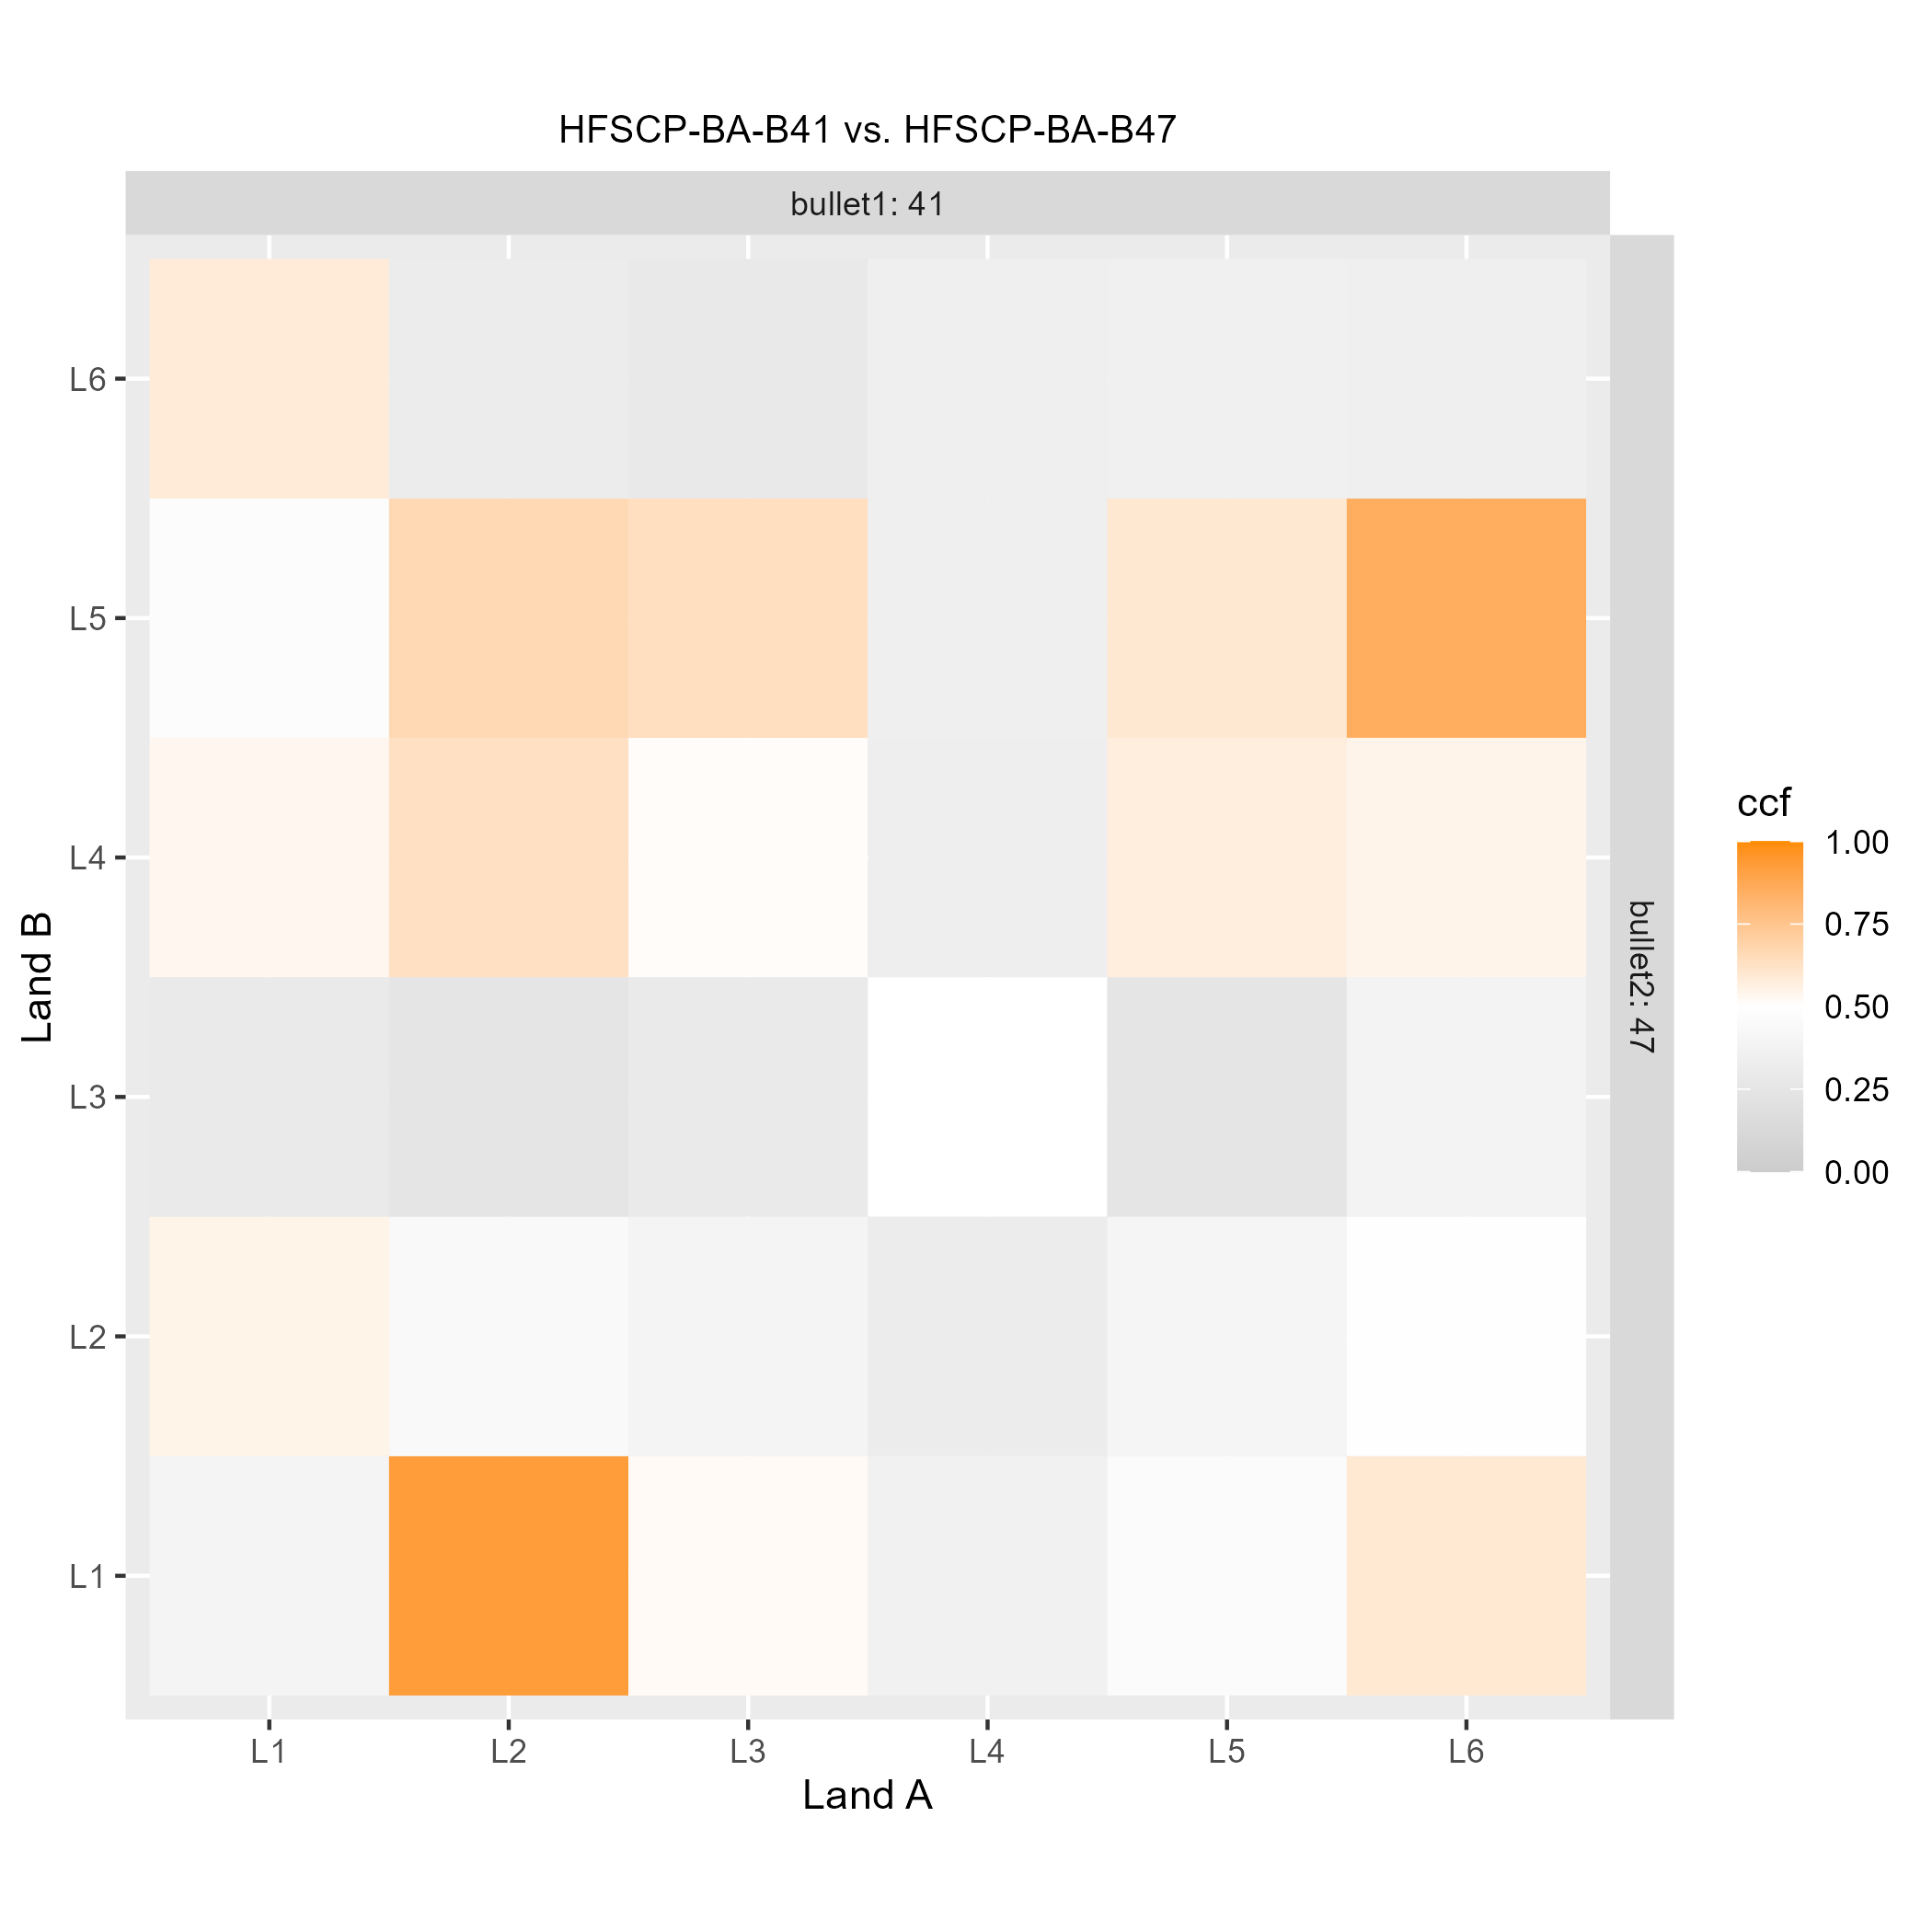 HFSCP-BA-B41 vs. HFSCP-BA-B47
bullet1: 41
L6
L5
L4
L3
L2
L1
Land B
bullet2: 47
L1 L2 L3 L4 L5 L6
Land A
ccf
1.00
0.75
0.50
0.25
0.00